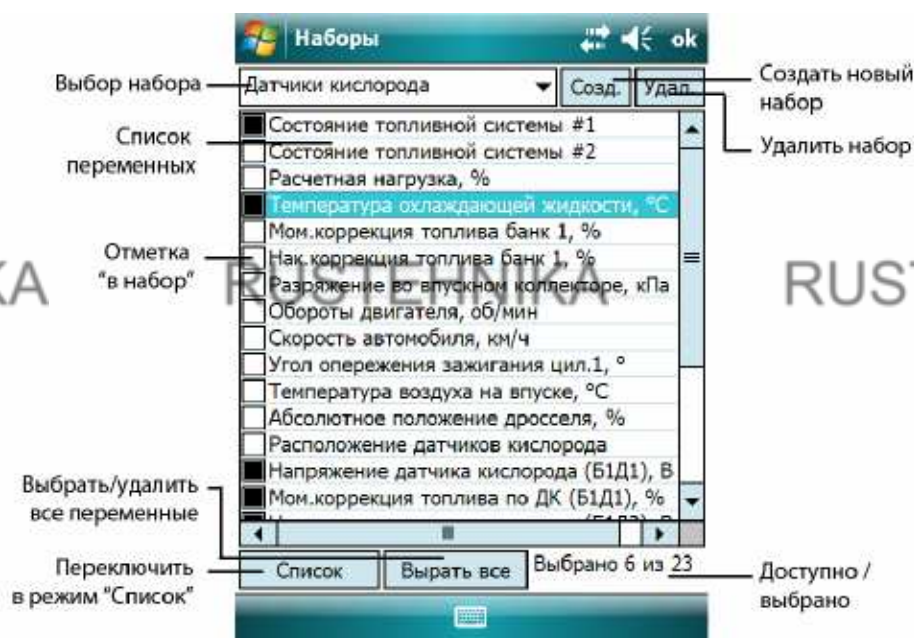 Наборы
ok
Выбор набора
Датчики кислорода
Созд.
Удал.
Создать новый
набор
Удалить набор
Список
переменных
Состояние топливной системы #1
Состояние топливной системы #2
Расчетная нагрузка, %
Температура охлаждающей жидкости, °C
Мом.коррекция топлива банк 1, %
Отметка
"в набор"
Нак.коррекция топлива банк 1, %
Разряжение во впускном коллекторе, кПа
KA
RUSTEHNIKA
RUST
Обороты двигателя, об/мин
Скорость автомобиля, км/ч
Угол опережения зажигания цил.1, °
Температура воздуха на впуске, °C
Абсолютное положение дросселя, %
Расположение датчиков кислорода
Напряжение датчика кислорода (Б1Д1), В
Мом.коррекция топлива по ДК (Б1Д1), %
Выбрать/удалить
все переменные
Список
Вырать все
Выбрано 6 из 23
Переключить
в режим "Список"
Доступно /
выбрано